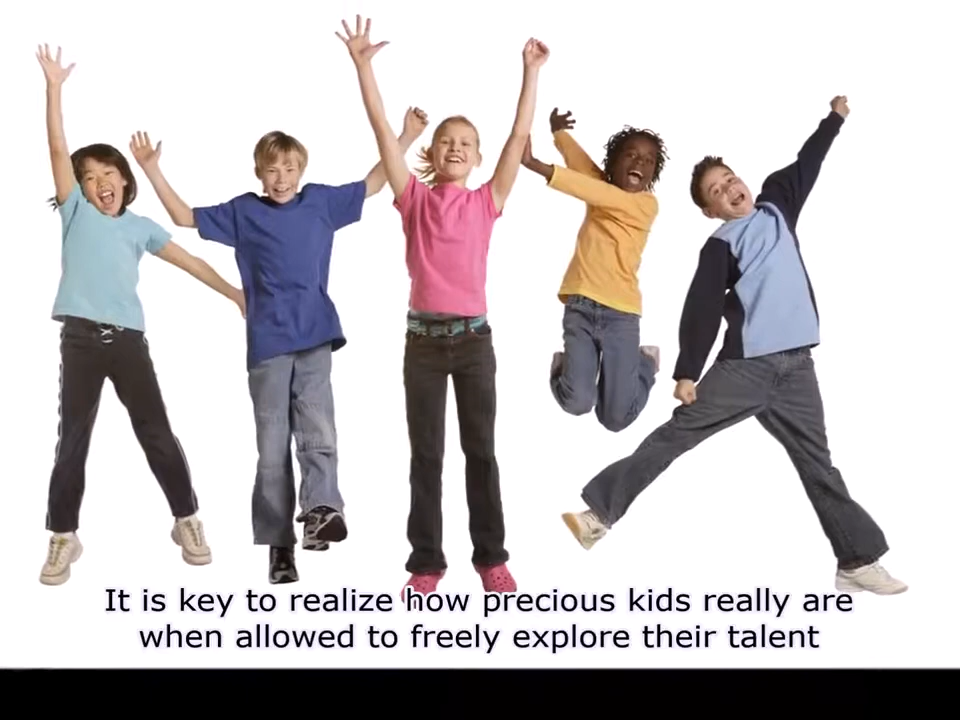 It is key to realize how precious kids really are
when allowed to freely explore their talent